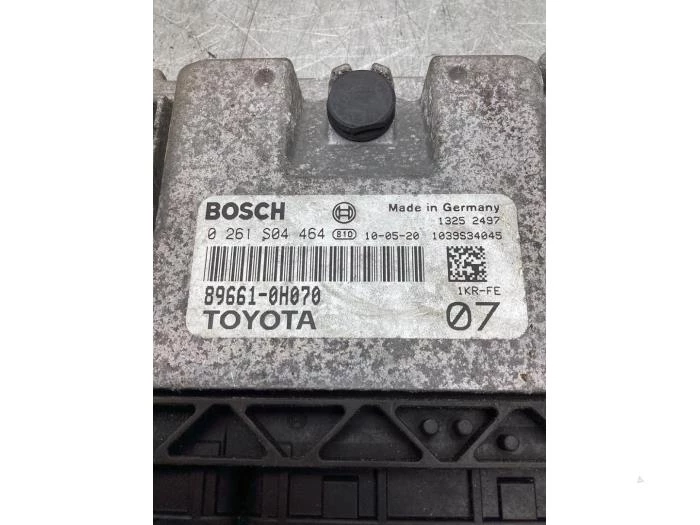 BOSCH Made in Germany
1325 2497
0 261 S04 464 81D 10-05-20 1039S34045
89661-0H070 1KR-FE
TOYOTA 07